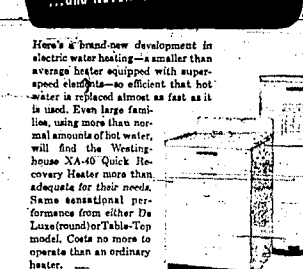 Here's a brand-new development in
electric water heating—a smaller than
average heater equipped with super-
speed elements—so efficient that hot
water is replaced almost as fast as it
is used. Even large fami-
lies, using more than nor-
mal amounts of hot water,
will find the Westing-
house XA-40 Quick Re-
covery Heater more than
adequate for their needs.
Same sensational per-
formance from either De
Luxe (round) or Table-Top
model. Costs no more to
operate than an ordinary
heater.